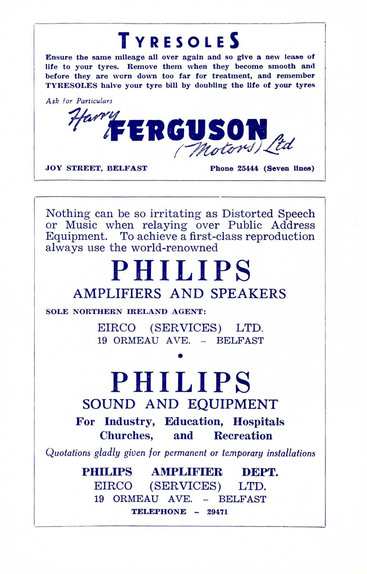 TYRESOLES
Ensure the same mileage all over again and so give a new lease of
life to your tyres. Remove them when they become smooth and
before they are worn down too far for treatment, and remember
TYRESOLES halve your tyre bill by doubling the life of your tyres
Ask for Particulars
Harry
FERGUSON
(Motors) Ltd
JOY STREET, BELFAST Phone 25444 (Seven lines)
Nothing can be so irritating as Distorted Speech
or Music when relaying over Public Address
Equipment. To achieve a first-class reproduction
always use the world-renowned
PHILIPS
AMPLIFIERS AND SPEAKERS
SOLE NORTHERN IRELAND AGENT:
EIRCO (SERVICES) LTD.
19 ORMEAU AVE. – BELFAST
•
PHILIPS
SOUND AND EQUIPMENT
For Industry, Education, Hospitals
Churches, and Recreation
Quotations gladly given for permanent or temporary installations
PHILIPS AMPLIFIER DEPT.
EIRCO (SERVICES) LTD.
19 ORMEAU AVE. – BELFAST
TELEPHONE – 29471